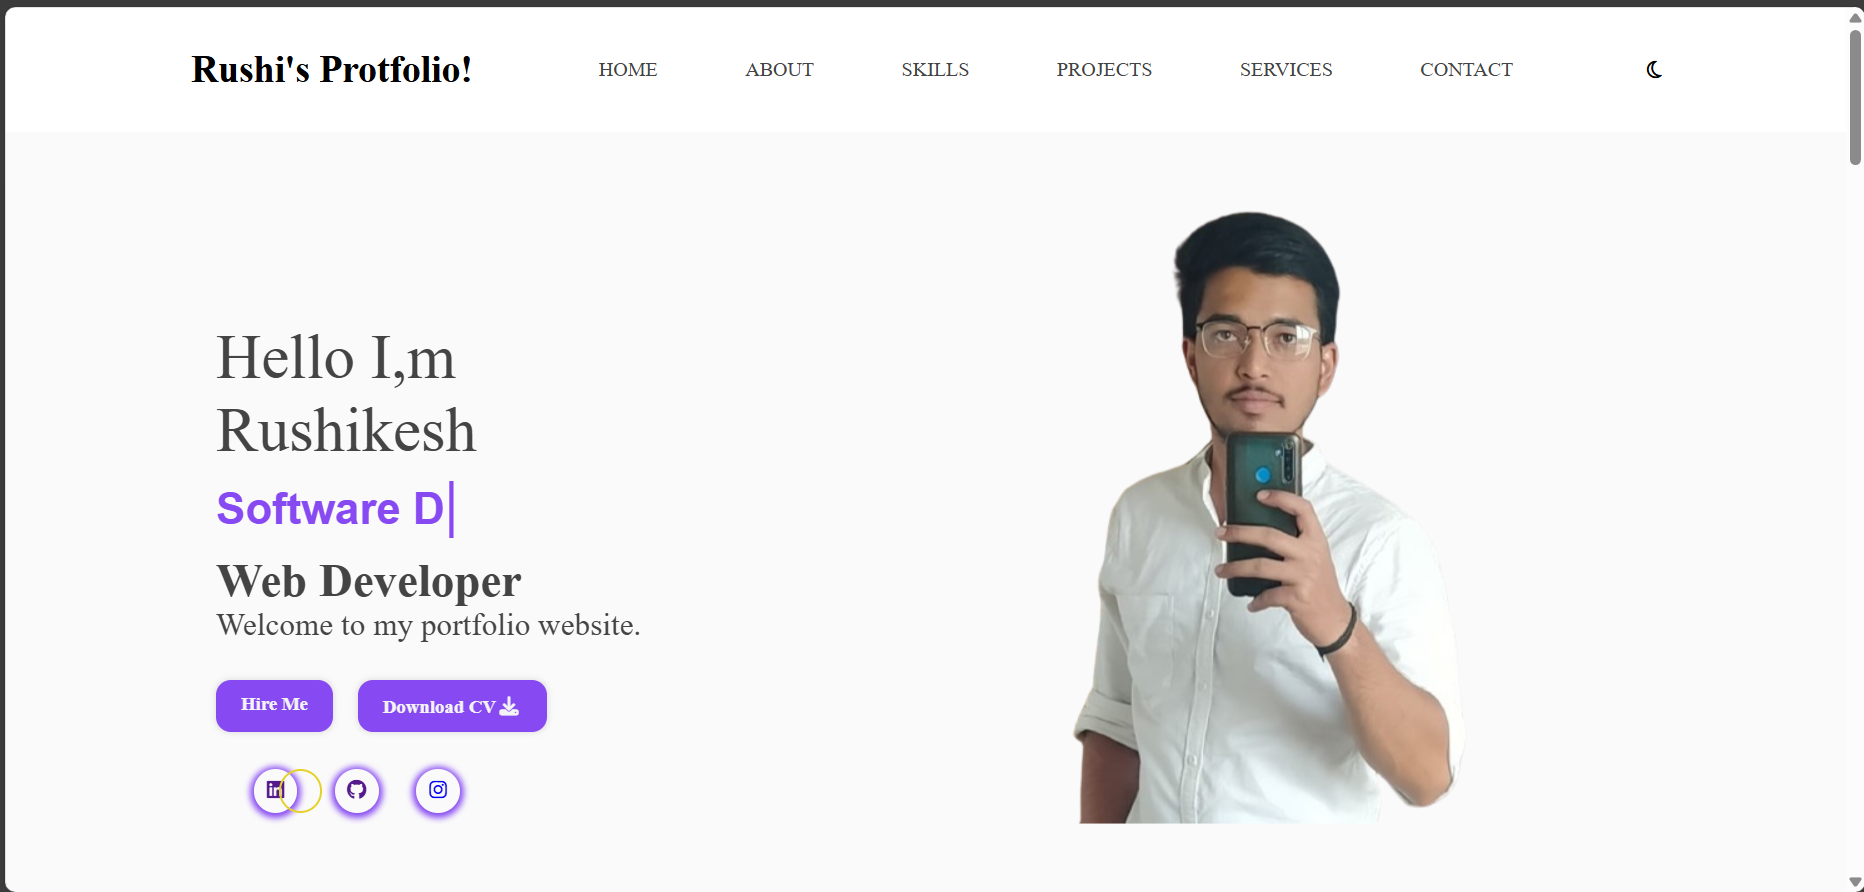 Rushi's Protfolio!
HOME
ABOUT
SKILLS
PROJECTS
SERVICES
CONTACT
Hello I,m
Rushikesh
Software D
Web Developer
Welcome to my portfolio website.
Hire Me
Download CV
in